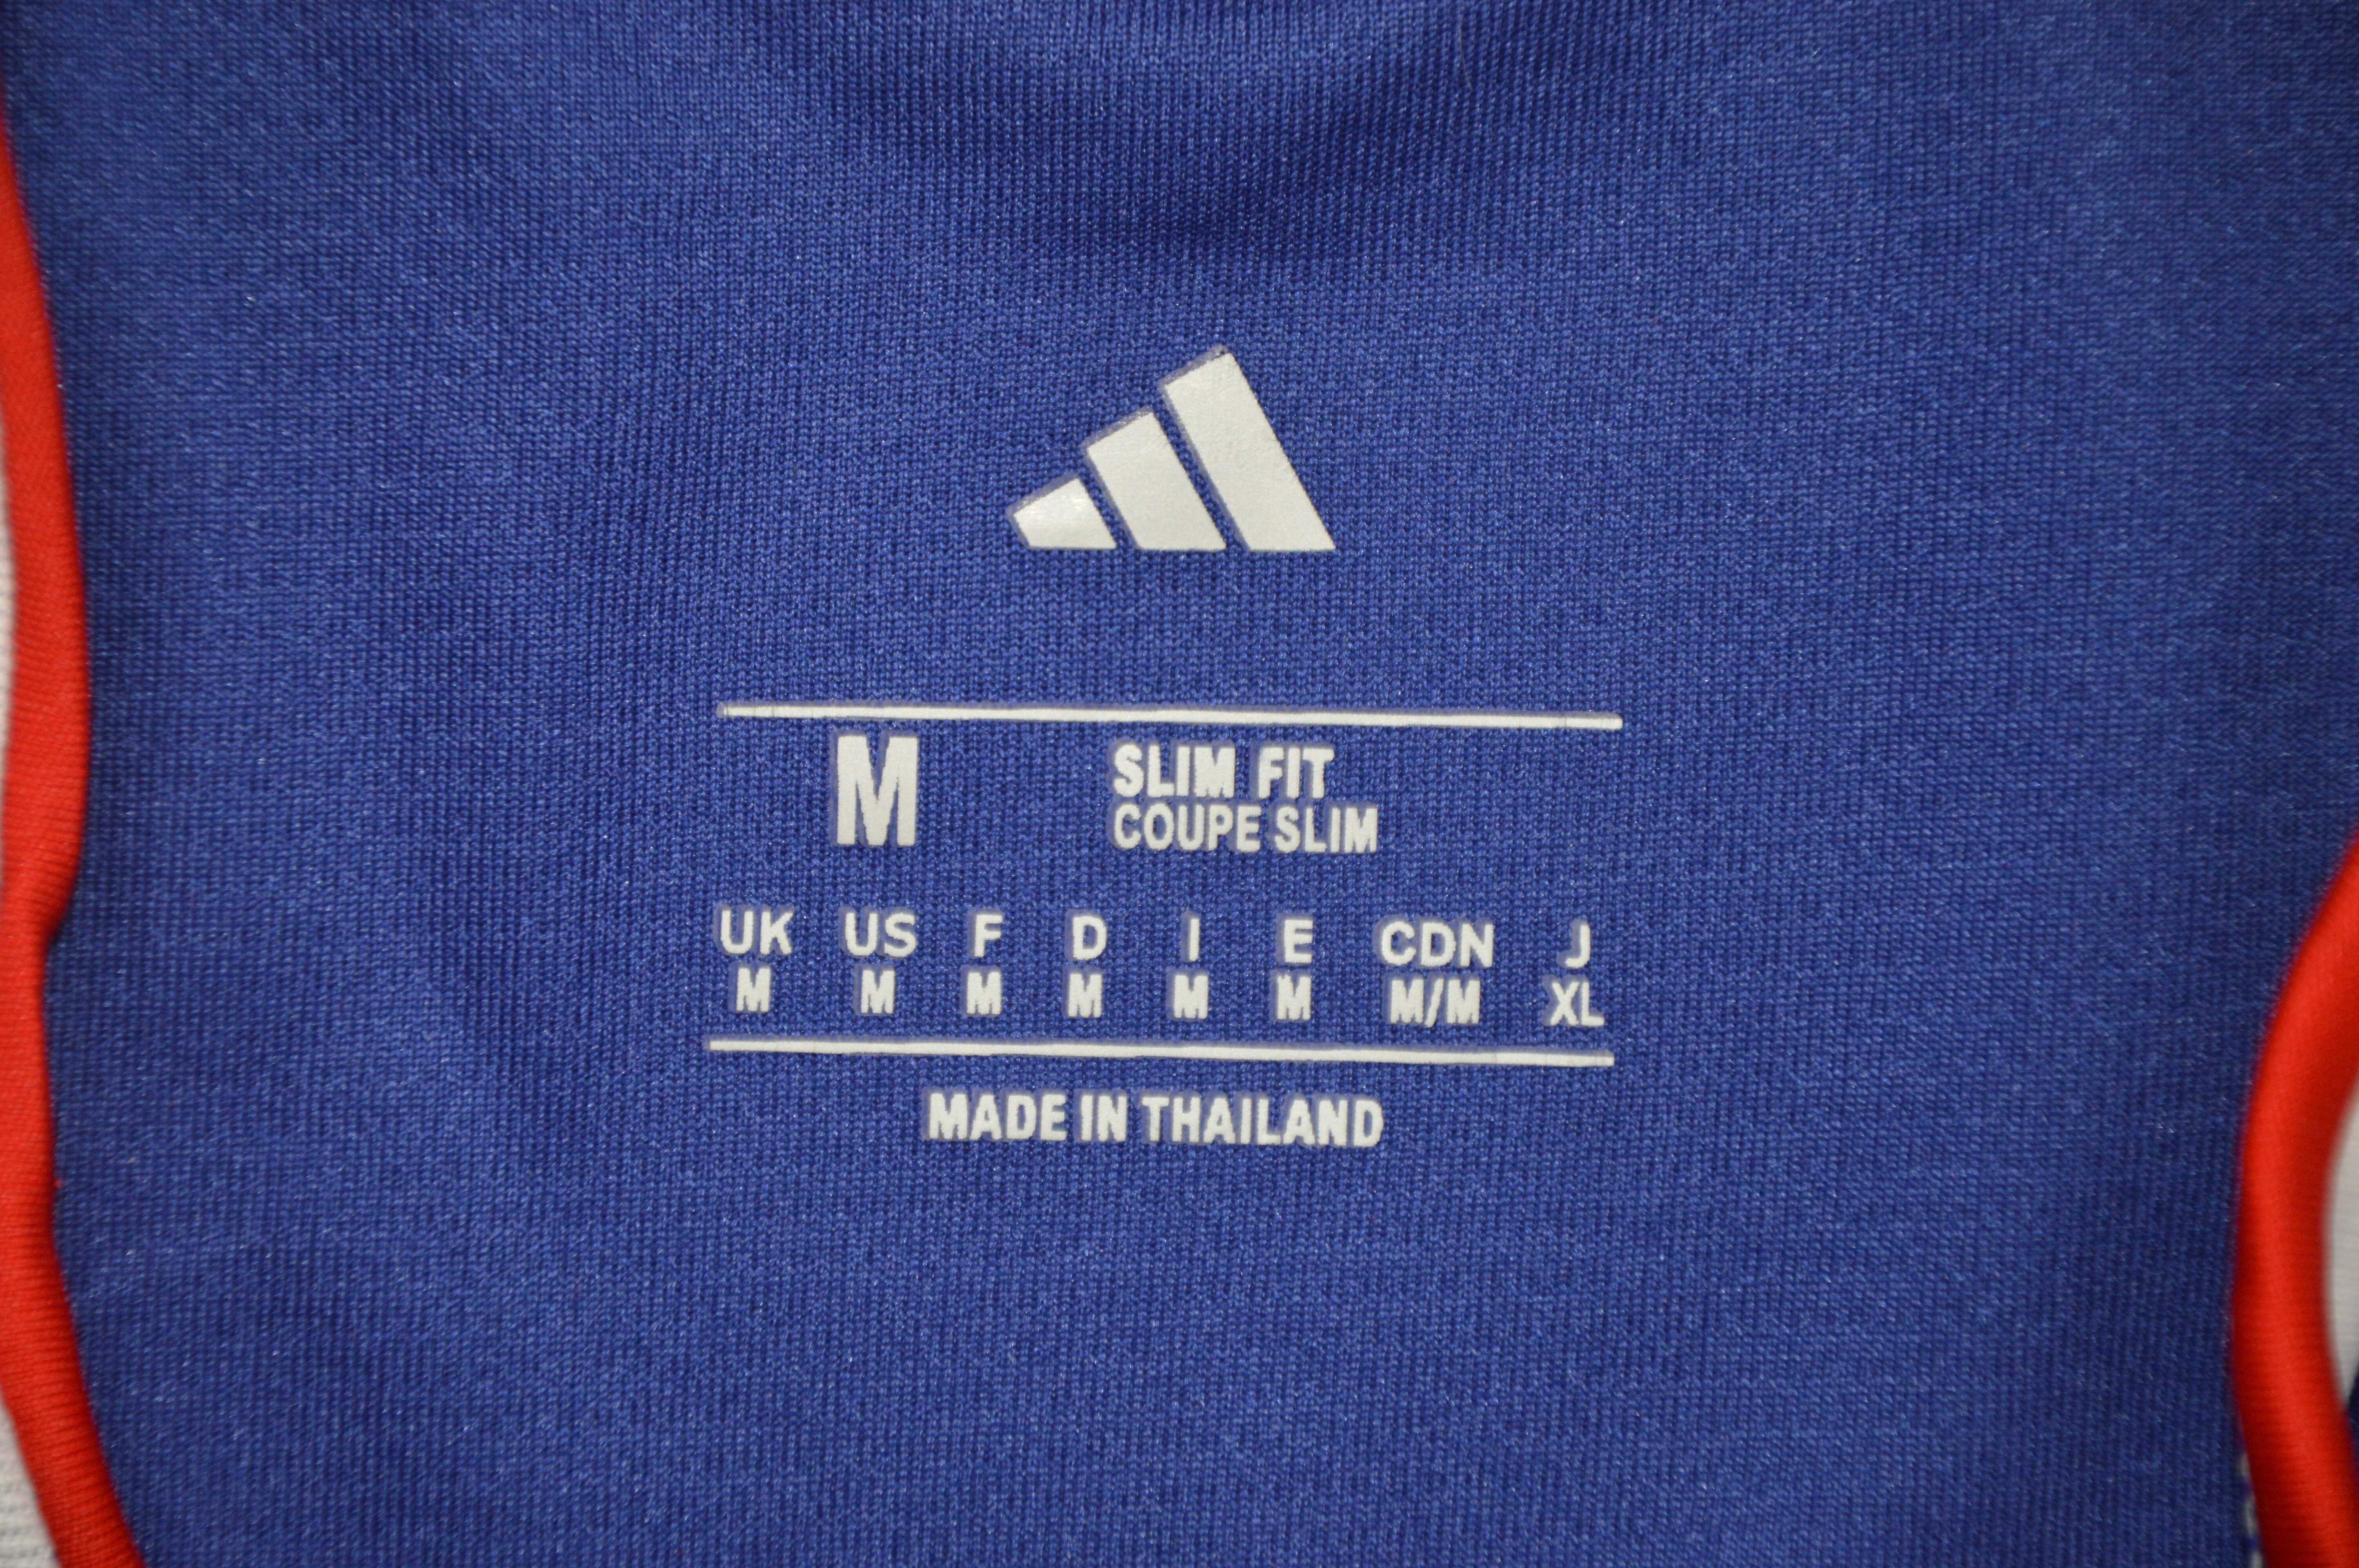 M SLIM FIT
COUPE SLIM
UK US F D I E CDN J
M M M M M M M/M XL
MADE IN THAILAND